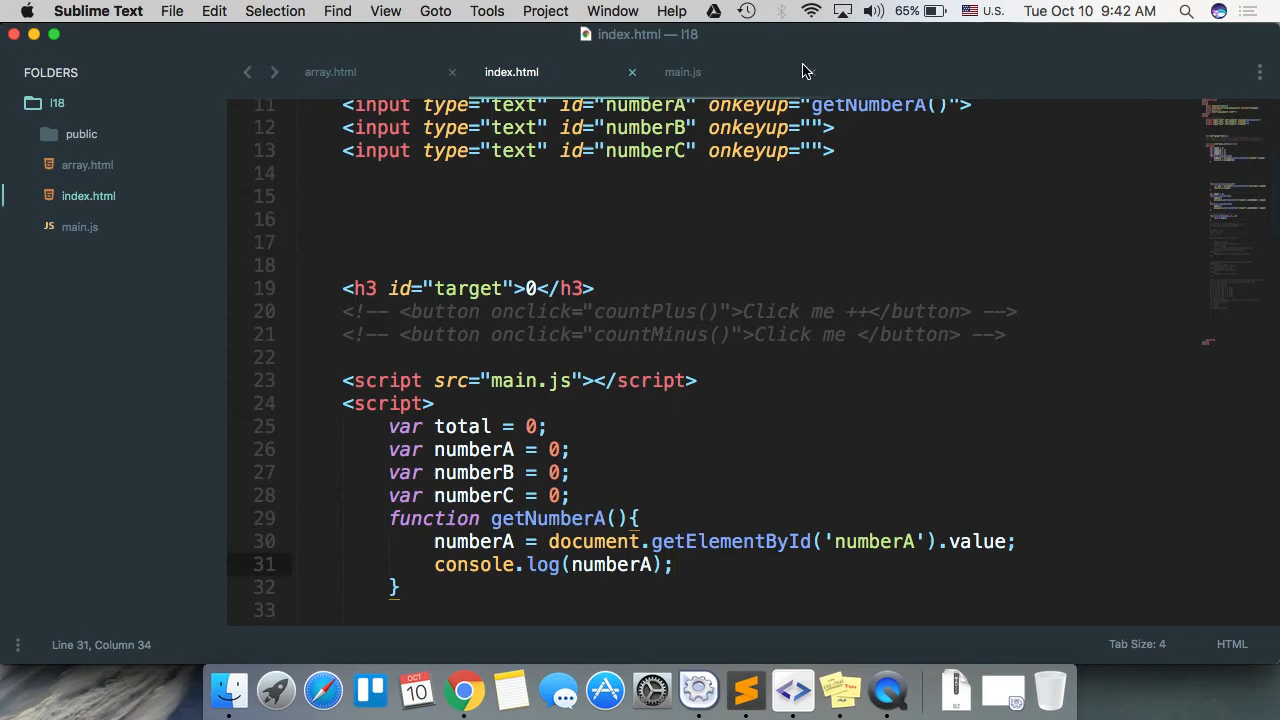 Sublime Text File Edit Selection Find View Goto Tools Project Window Help 65% U.S. Tue Oct 10 9:42 AM
index.html — l18
FOLDERS
l18
public
array.html
index.html
main.js
array.html index.html main.js
11 <input type="text" id="numberA" onkeyup="getNumberA()">
12 <input type="text" id="numberB" onkeyup="">
13 <input type="text" id="numberC" onkeyup="">
14
15
16
17
18
19 <h3 id="target">0</h3>
20 <!-- <button onclick="countPlus()">Click me ++</button> -->
21 <!-- <button onclick="countMinus()">Click me </button> -->
22
23 <script src="main.js"></script>
24 <script>
25 var total = 0;
26 var numberA = 0;
27 var numberB = 0;
28 var numberC = 0;
29 function getNumberA(){
30 numberA = document.getElementById('numberA').value;
31 console.log(numberA);
32 }
33
Line 31, Column 34 Tab Size: 4 HTML
OCT
10